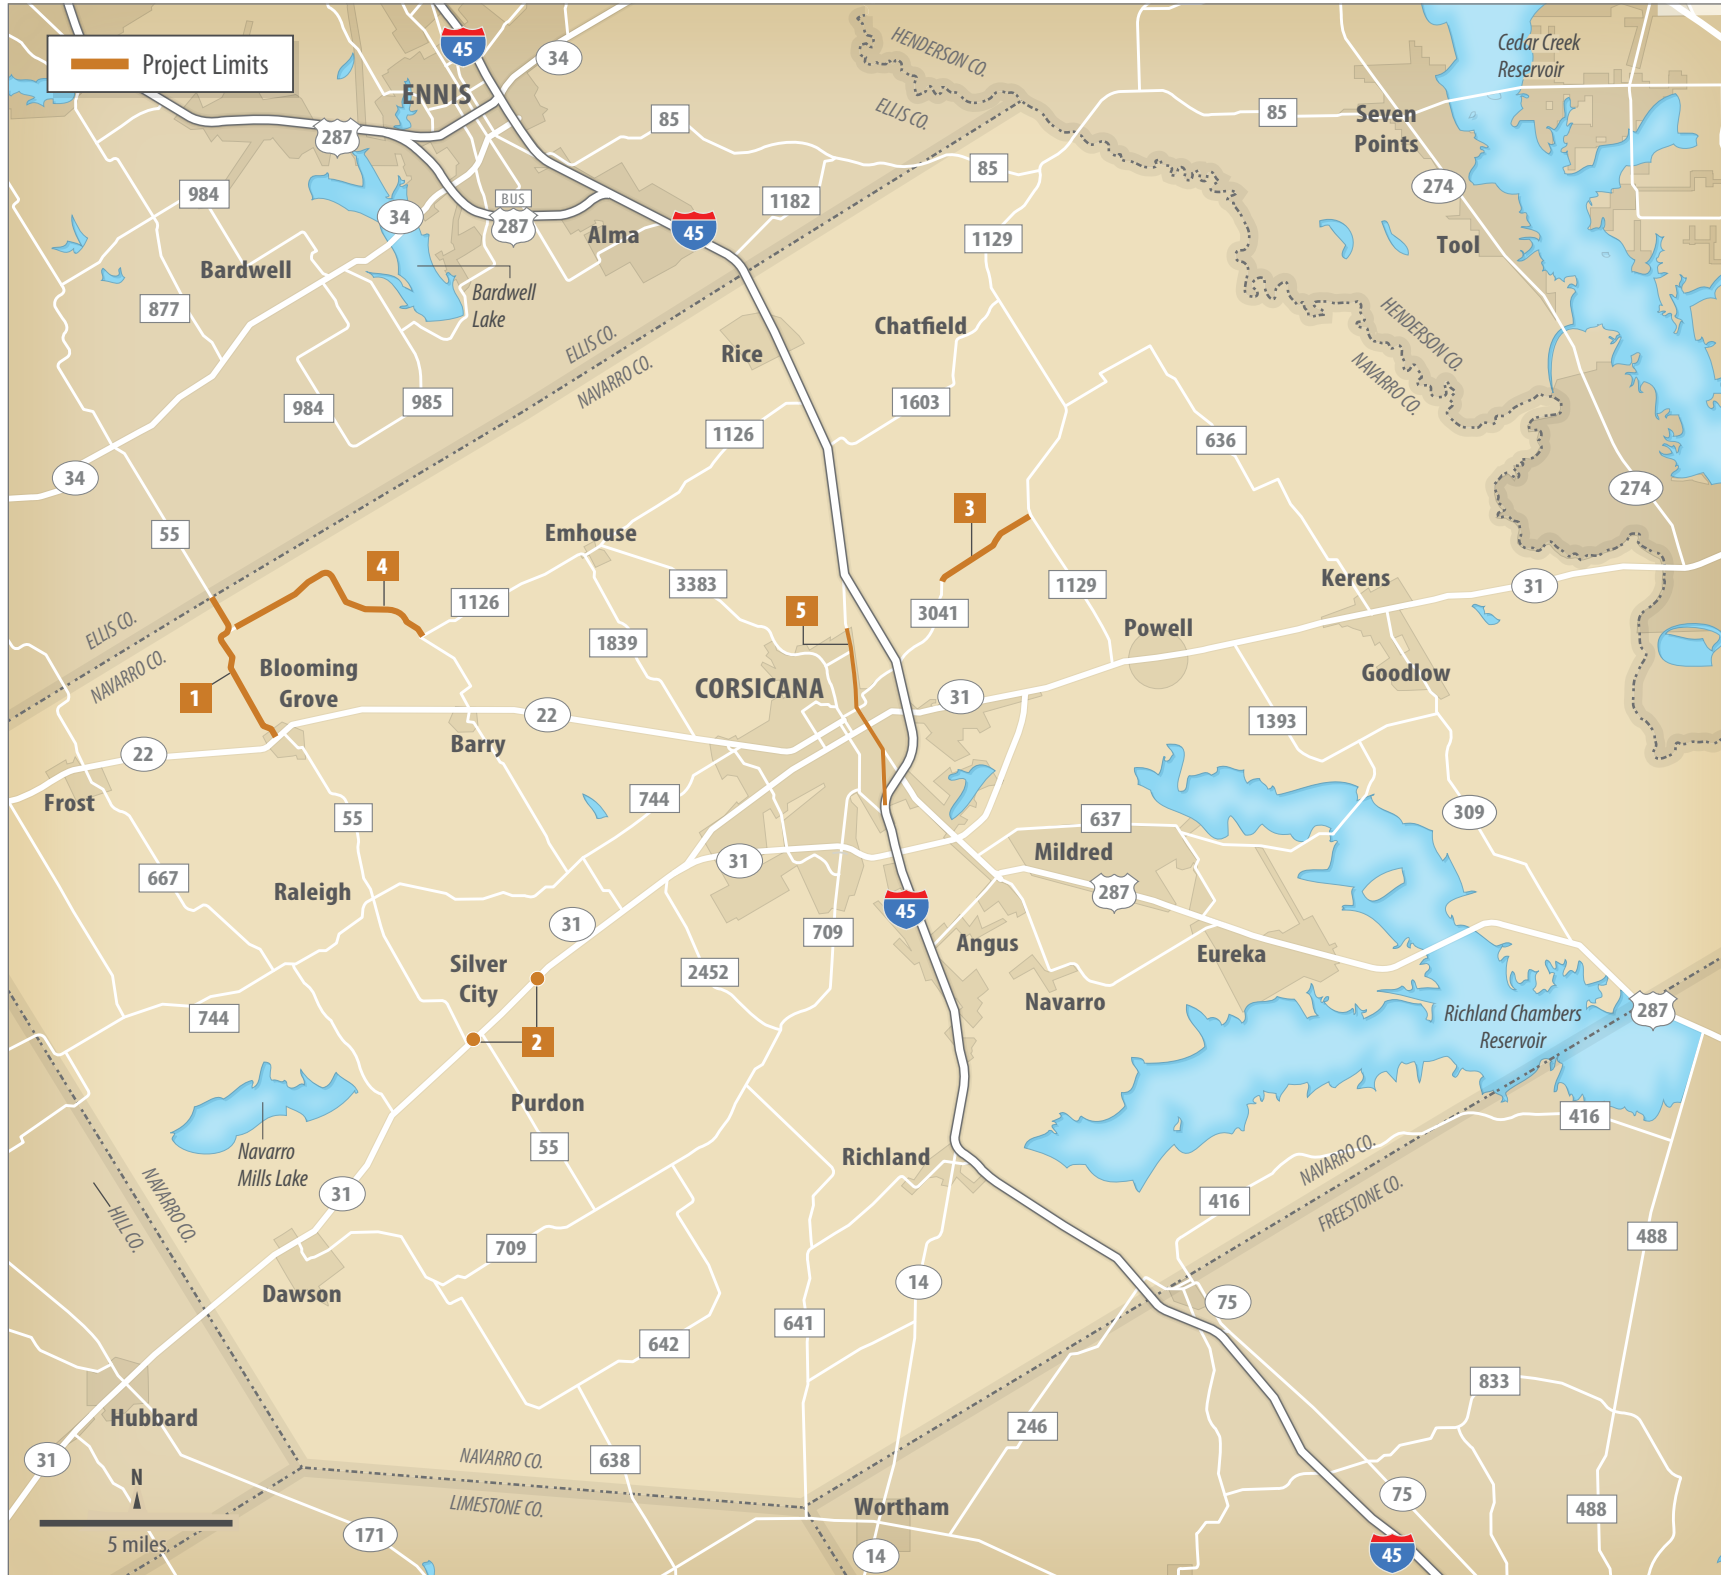 Project Limits
45
34
ENNIS
287
85
HENDERSON CO.
ELLIS CO.
85
Cedar Creek
Reservoir
Seven
Points
85
984
34
BUS
287
1182
274
Alma
45
1129
Tool
Bardwell
Bardwell
Lake
877
ELLIS CO.
NAVARRO CO.
Chatfield
Rice
HENDERSON CO.
NAVARRO CO.
984
985
1603
1126
636
34
274
3
55
Emhouse
4
3383
Kerens
31
1129
1126
5
3041
ELLIS CO.
NAVARRO CO.
1839
Powell
Blooming
Grove
Goodlow
1
CORSICANA
31
22
1393
22
Barry
Frost
744
55
637
309
Mildred
31
667
Raleigh
287
45
31
709
Angus
Eureka
Silver
City
2452
Navarro
744
Richland Chambers
Reservoir
287
2
Purdon
416
Navarro
Mills Lake
55
Richland
NAVARRO CO.
FREESTONE CO.
NAVARRO CO.
HILL CO.
31
416
709
488
14
Dawson
75
641
642
833
Hubbard
246
31
NAVARRO CO.
LIMESTONE CO.
638
N
5 miles
75
Wortham
488
171
14
45